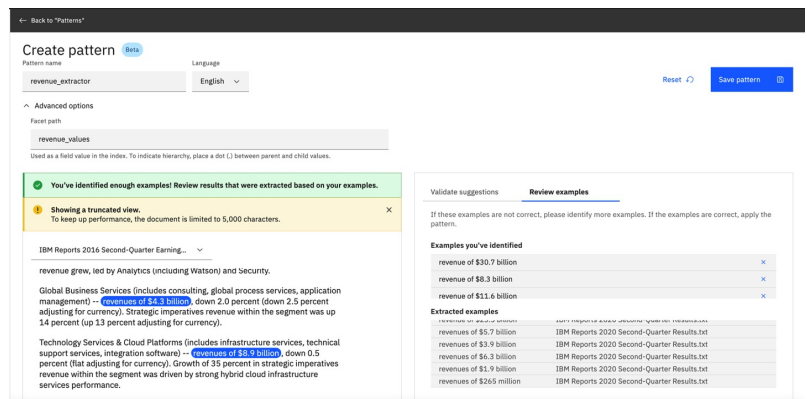 ← Back to "Patterns"
Create pattern Beta
Pattern name
Language
revenue_extractor
English
Reset
Save pattern
Advanced options
Facet path
revenue_values
Used as a field value in the index. To indicate hierarchy, place a dot (.) between parent and child values.
You've identified enough examples! Review results that were extracted based on your examples.
Showing a truncated view.
To keep up performance, the document is limited to 5,000 characters.
IBM Reports 2016 Second-Quarter Earning...
revenue grew, led by Analytics (including Watson) and Security.
Global Business Services (includes consulting, global process services, application
management) -- revenues of $4.3 billion, down 2.0 percent (down 2.5 percent
adjusting for currency). Strategic imperatives revenue within the segment was up
14 percent (up 13 percent adjusting for currency).
Technology Services & Cloud Platforms (includes infrastructure services, technical
support services, integration software) -- revenues of $8.9 billion, down 0.5
percent (flat adjusting for currency). Growth of 35 percent in strategic imperatives
revenue within the segment was driven by strong hybrid cloud infrastructure
services performance.
Validate suggestions
Review examples
If these examples are not correct, please identify more examples. If the examples are correct, apply the
pattern.
Examples you've identified
revenue of $30.7 billion
revenue of $8.3 billion
revenue of $11.6 billion
Extracted examples
IBM Reports 2020 Second-Quarter Results.txt
revenues of $5.7 billion IBM Reports 2020 Second-Quarter Results.txt
revenues of $3.9 billion IBM Reports 2020 Second-Quarter Results.txt
revenues of $6.3 billion IBM Reports 2020 Second-Quarter Results.txt
revenues of $1.9 billion IBM Reports 2020 Second-Quarter Results.txt
revenues of $265 million IBM Reports 2020 Second-Quarter Results.txt